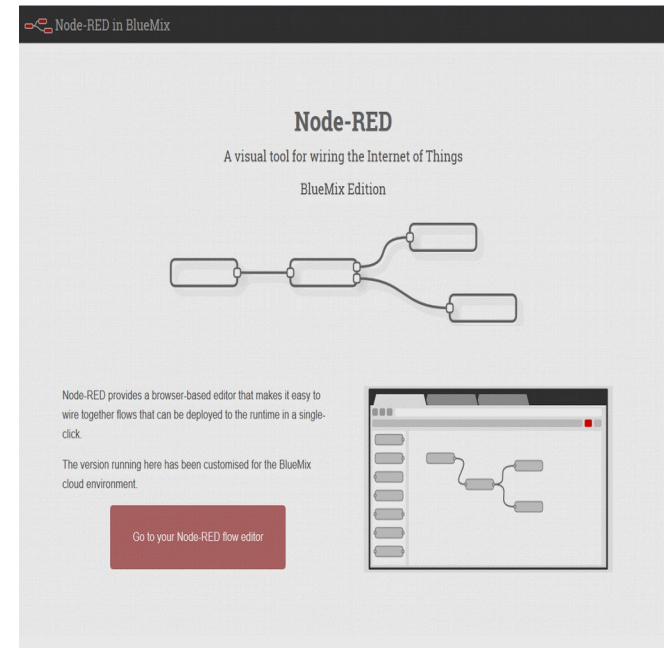 Node-RED in BlueMix
Node-RED
A visual tool for wiring the Internet of Things
BlueMix Edition
Node-RED provides a browser-based editor that makes it easy to
wire together flows that can be deployed to the runtime in a single-
click.
The version running here has been customised for the BlueMix
cloud environment.
Go to your Node-RED flow editor